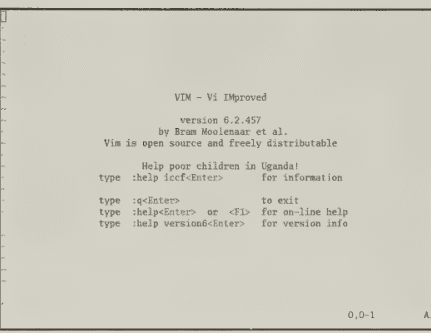 VIM - Vi IMproved
version 6.2.457
by Bram Moolenaar et al.
Vim is open source and freely distributable
Help poor children in Uganda!
type :help iccf<Enter> for information
type :q<Enter> to exit
type :help<Enter> or <F1> for on-line help
type :help version6<Enter> for version info
0,0-1 A